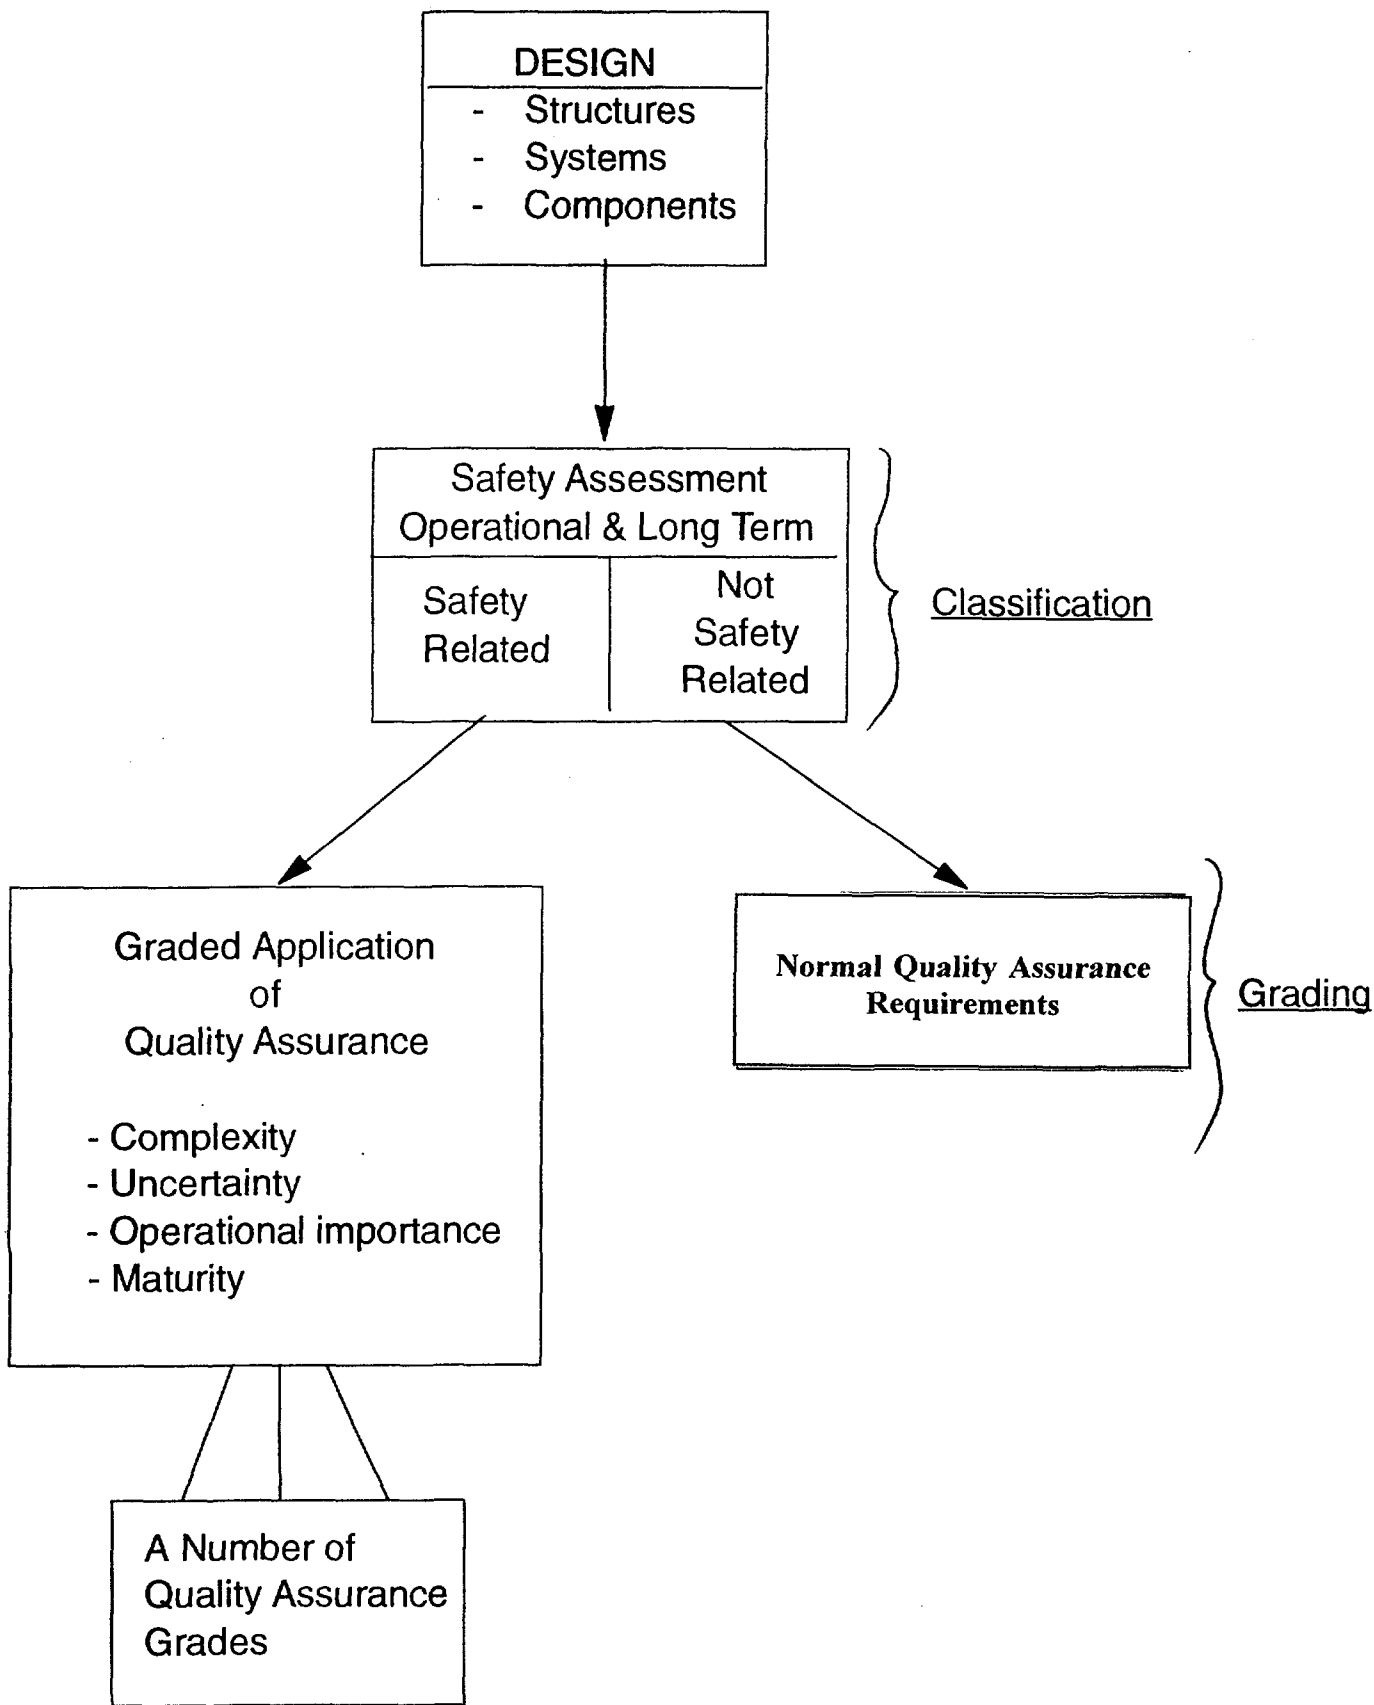 DESIGN
- Structures
- Systems
- Components
Safety Assessment
Operational & Long Term
Safety
Related
Not
Safety
Related
Classification
Graded Application
of
Quality Assurance
- Complexity
- Uncertainty
- Operational importance
- Maturity
Normal Quality Assurance
Requirements
Grading
A Number of
Quality Assurance
Grades